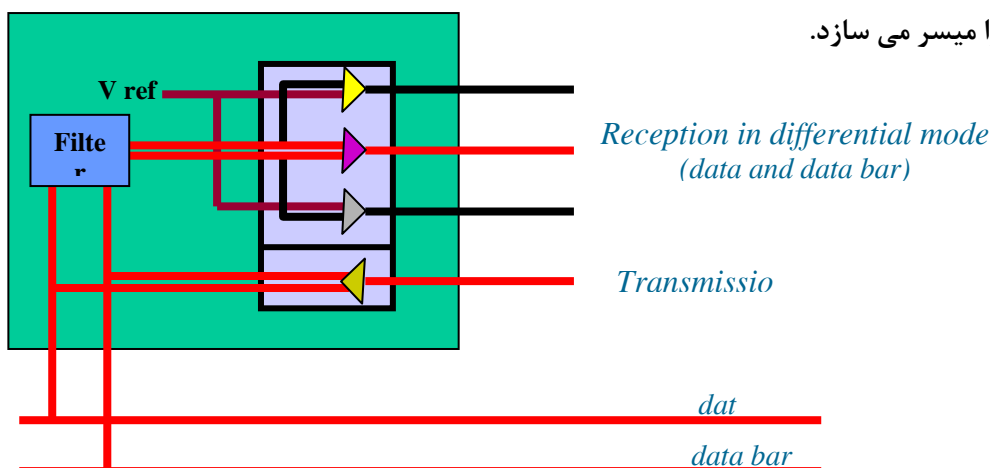 ا میسر می سازد.
V ref
Filte
r
Reception in differential mode
(data and data bar)
Transmissio
dat
data bar